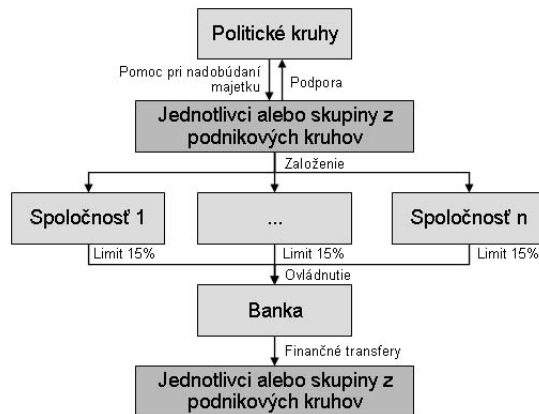 Politické kruhy
Pomoc pri nadobúdaní
majetku
Podpora
Jednotlivci alebo skupiny z
podnikových kruhov
Založenie
Spoločnosť 1
...
Spoločnosť n
Limit 15%
Limit 15%
Limit 15%
Ovládnutie
Banka
Finančné transfery
Jednotlivci alebo skupiny z
podnikových kruhov